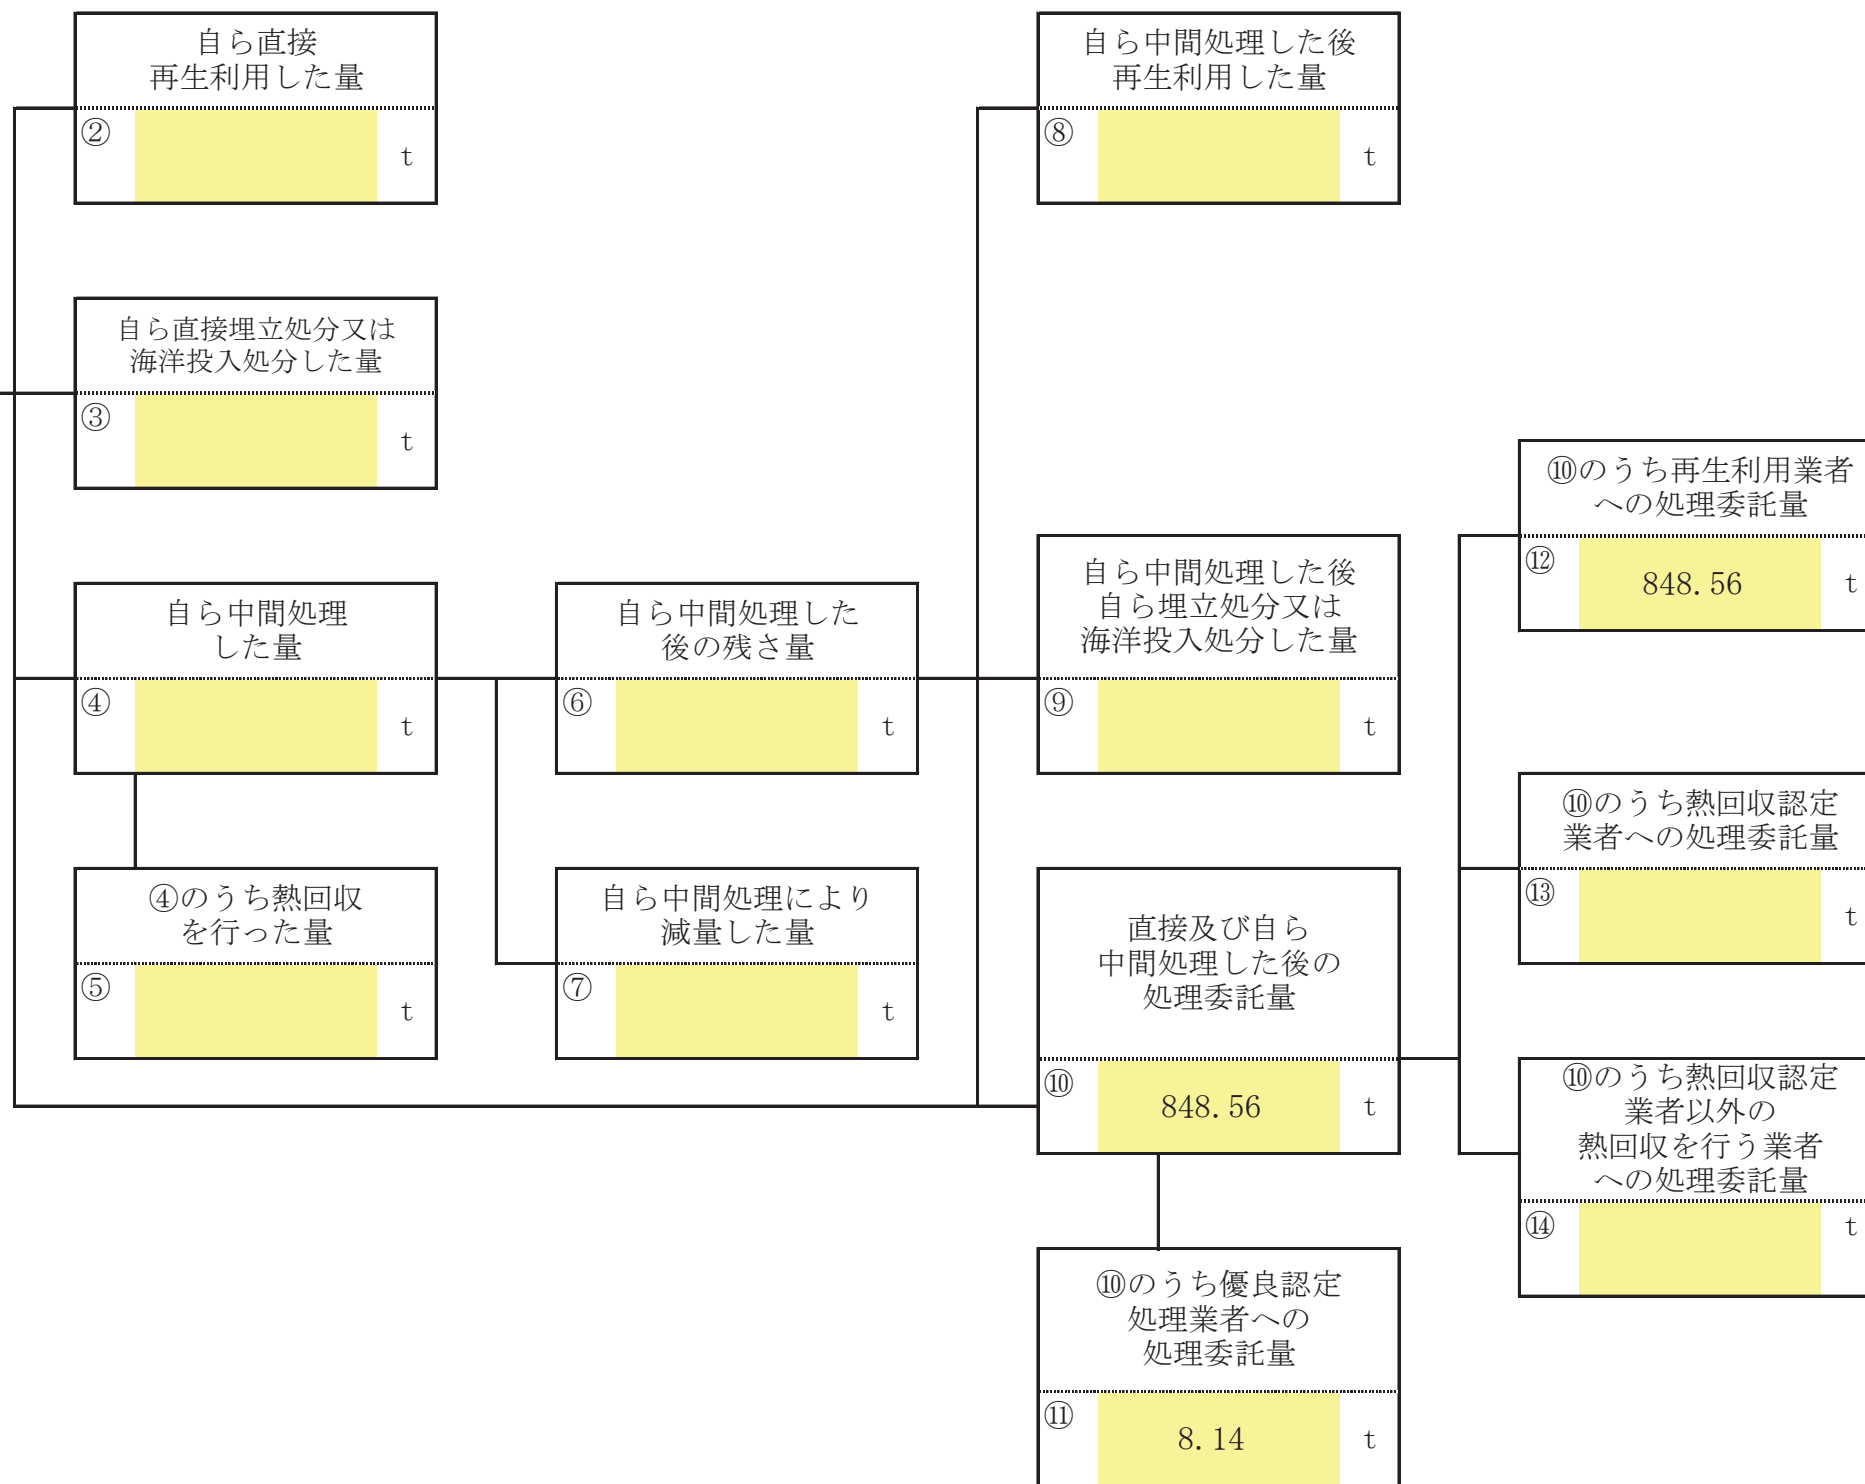 自ら直接
再生利用した量
②
t
自ら中間処理した後
再生利用した量
⑧
t
自ら直接埋立処分又は
海洋投入処分した量
③
t
⑩のうち再生利用業者
への処理委託量
⑫
848.56
t
自ら中間処理
した量
④
t
自ら中間処理した
後の残さ量
⑥
t
自ら中間処理した後
自ら埋立処分又は
海洋投入処分した量
⑨
t
⑩のうち熱回収認定
業者への処理委託量
⑬
t
④のうち熱回収
を行った量
⑤
t
自ら中間処理により
減量した量
⑦
t
直接及び自ら
中間処理した後の
処理委託量
⑩
848.56
t
⑩のうち熱回収認定
業者以外の
熱回収を行う業者
への処理委託量
⑭
t
⑩のうち優良認定
処理業者への
処理委託量
⑪
8.14
t